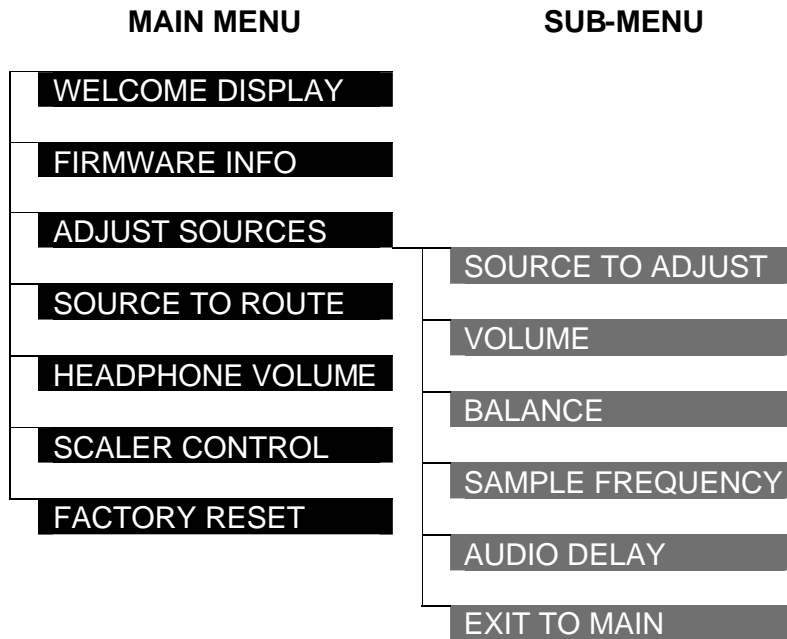 MAIN MENU
SUB-MENU
WELCOME DISPLAY
FIRMWARE INFO
ADJUST SOURCES
SOURCE TO ROUTE
HEADPHONE VOLUME
SCALER CONTROL
FACTORY RESET
SOURCE TO ADJUST
VOLUME
BALANCE
SAMPLE FREQUENCY
AUDIO DELAY
EXIT TO MAIN